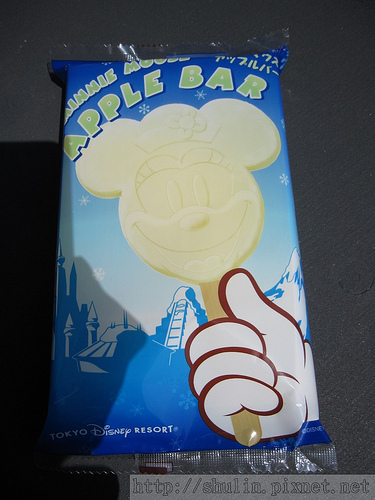 MINNIE MOUSE
APPLE BAR
アップルバー
TOKYO Disney RESORT
http://shulin.pixnet.net